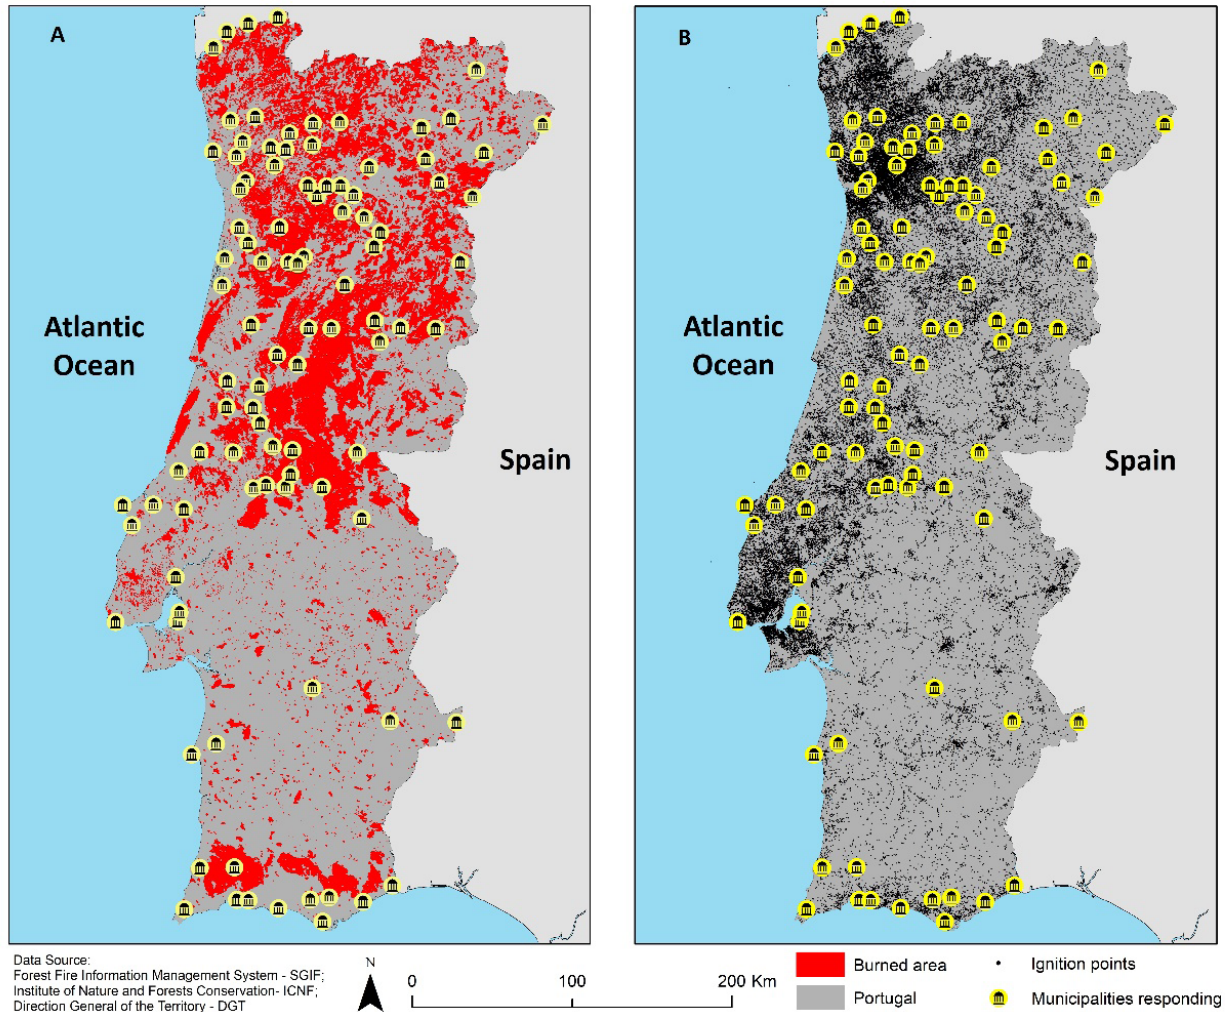 A
B
Atlantic
Ocean
Spain
Atlantic
Ocean
Spain
Data Source:
Forest Fire Information Management System - SGIF;
Institute of Nature and Forests Conservation- ICNF;
Direction General of the Territory - DGT
N
0 100 200 Km
Burned area
Portugal
Ignition points
Municipalities responding